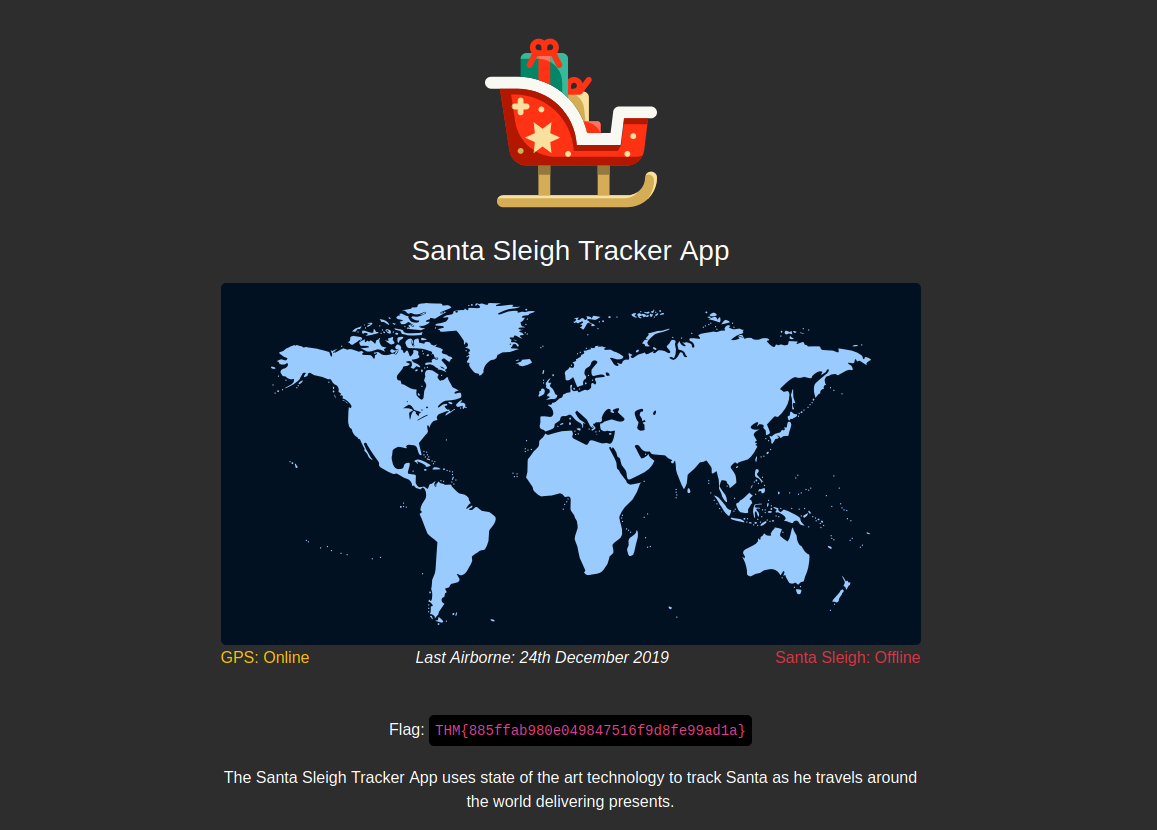 Santa Sleigh Tracker App
GPS: Online
Last Airborne: 24th December 2019
Santa Sleigh: Offline
Flag: THM{885ffab980e049847516f9d8fe99ad1a}
The Santa Sleigh Tracker App uses state of the art technology to track Santa as he travels around
the world delivering presents.